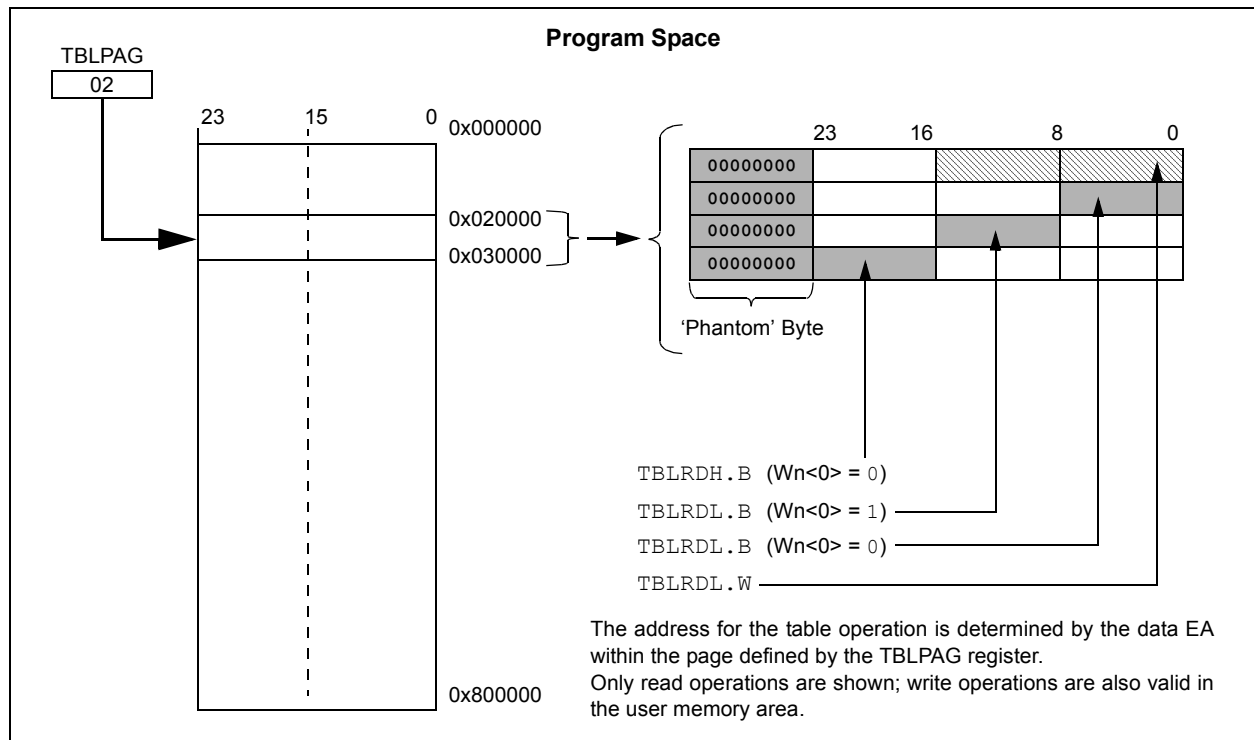 Program Space
TBLPAG
02
23 15 0
0x000000
0x020000
0x030000
0x800000
23 16 8 0
00000000
00000000
00000000
00000000
‘Phantom’ Byte
TBLRDH.B (Wn<0> = 0)
TBLRDL.B (Wn<0> = 1)
TBLRDL.B (Wn<0> = 0)
TBLRDL.W
The address for the table operation is determined by the data EA
within the page defined by the TBLPAG register.
Only read operations are shown; write operations are also valid in
the user memory area.